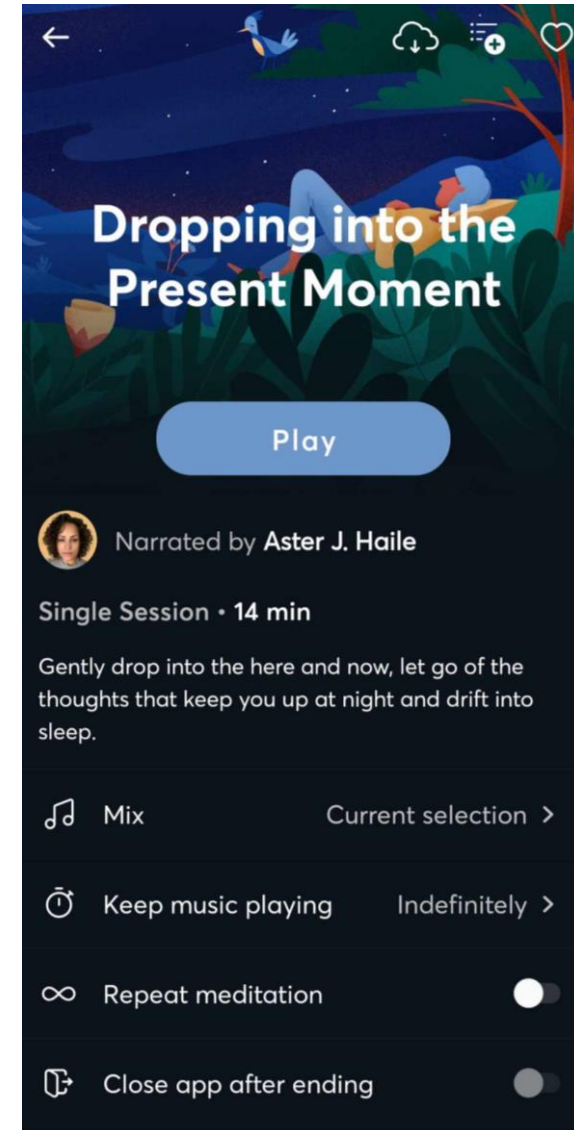 Dropping into the
Present Moment
Play
Narrated by Aster J. Haile
Single Session • 14 min
Gently drop into the here and now, let go of the
thoughts that keep you up at night and drift into
sleep.
Mix Current selection >
Keep music playing Indefinitely >
Repeat meditation
Close app after ending